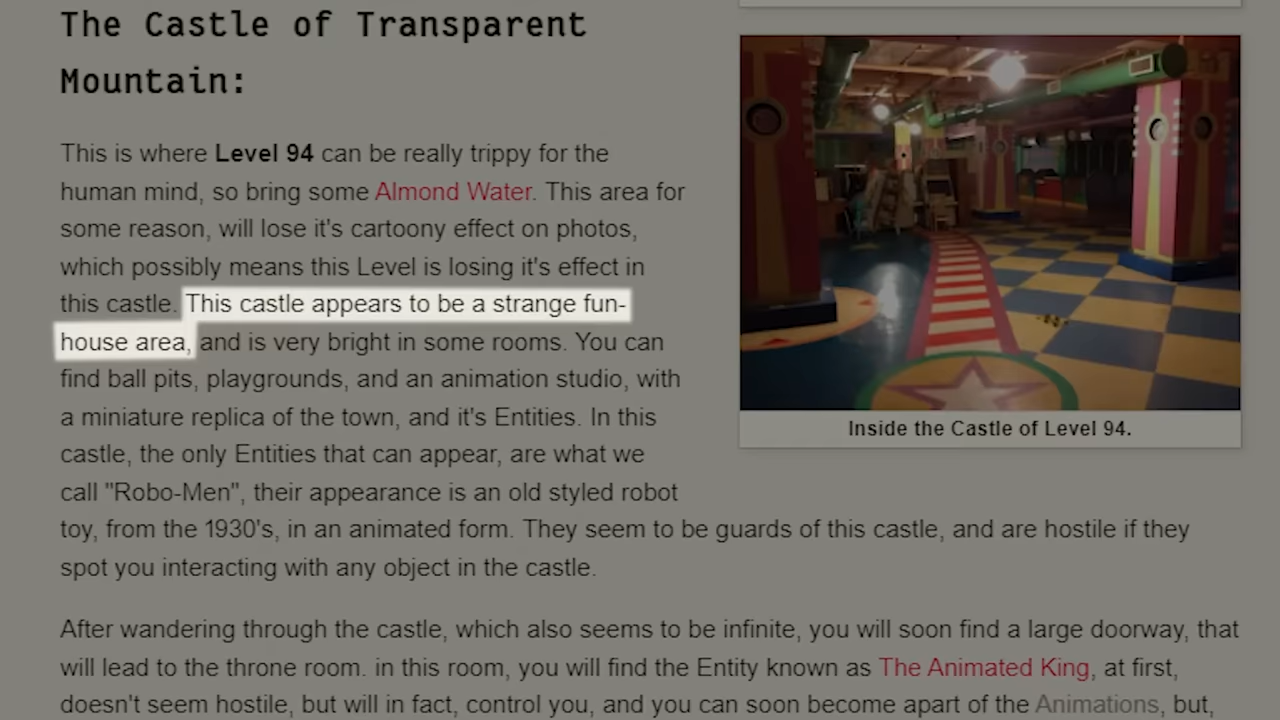 The Castle of Transparent
Mountain:
This is where Level 94 can be really trippy for the
human mind, so bring some Almond Water. This area for
some reason, will lose it's cartoony effect on photos,
which possibly means this Level is losing it's effect in
this castle. This castle appears to be a strange fun-
house area, and is very bright in some rooms. You can
find ball pits, playgrounds, and an animation studio, with
a miniature replica of the town, and it's Entities. In this
castle, the only Entities that can appear, are what we
call "Robo-Men", their appearance is an old styled robot
toy, from the 1930's, in an animated form. They seem to be guards of this castle, and are hostile if they
spot you interacting with any object in the castle.
After wandering through the castle, which also seems to be infinite, you will soon find a large doorway, that
will lead to the throne room. in this room, you will find the Entity known as The Animated King, at first,
doesn't seem hostile, but will in fact, control you, and you can soon become apart of the Animations, but,
Inside the Castle of Level 94.